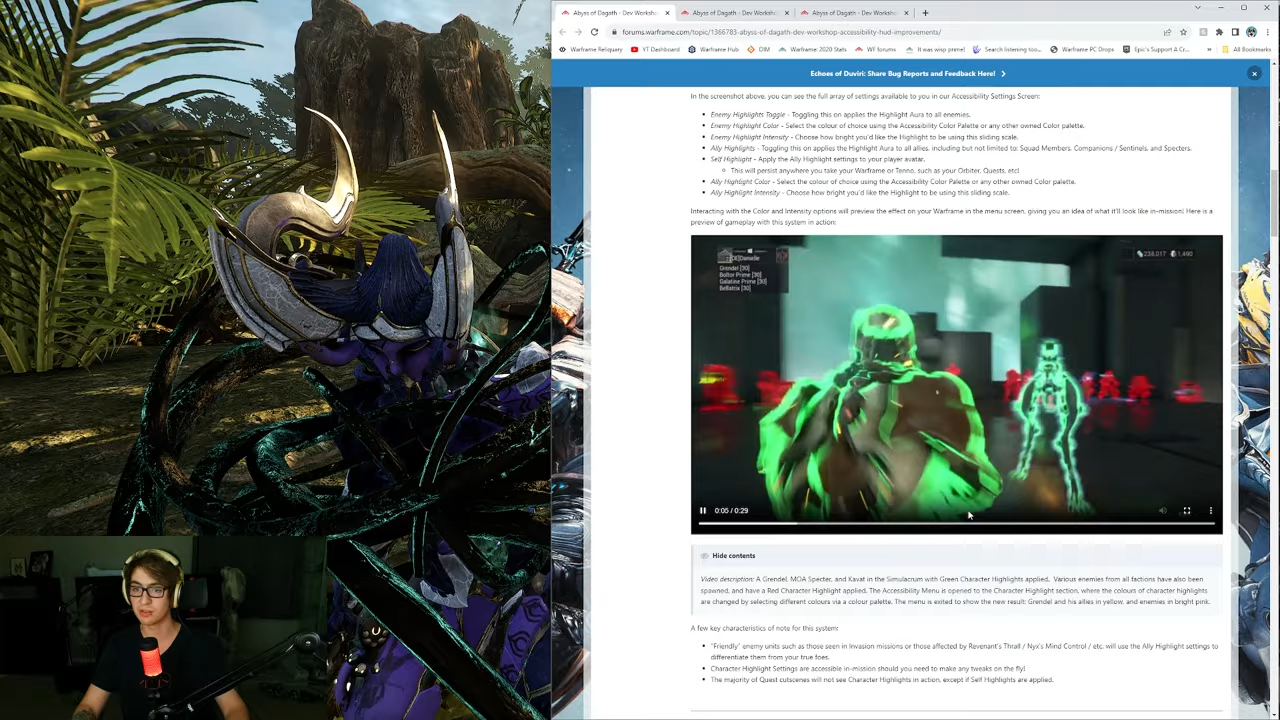 Abyss of Dagath - Dev Worksho
Abyss of Dagath - Dev Worksho
Abyss of Dagath - Dev Worksho
forums.warframe.com/topic/1366783-abyss-of-dagath-dev-workshop-accessibility-hud-improvements/
Warframe Reliquary
YT Dashboard
Warframe Hub
DIM
Warframe: 2020 Stats
WF forums
It was wisp prime!
Search listening too...
Warframe PC Drops
Epic's Support A Cr...
All Bookmarks
Echoes of Duviri: Share Bug Reports and Feedback Here!
In the screenshot above, you can see the full array of settings available to you in our Accessibility Settings Screen:
Enemy Highlights Toggle - Toggling this on applies the Highlight Aura to all enemies.
Enemy Highlight Color - Select the colour of choice using the Accessibility Color Palette or any other owned Color palette.
Enemy Highlight Intensity - Choose how bright you'd like the Highlight to be using this sliding scale.
Ally Highlights - Toggling this on applies the Highlight Aura to all allies, including but not limited to: Squad Members, Companions / Sentinels, and Specters.
Self Highlight - Apply the Ally Highlight settings to your player avatar.
This will persist anywhere you take your Warframe or Tenno, such as your Orbiter, Quests, etc!
Ally Highlight Color - Select the colour of choice using the Accessibility Color Palette or any other owned Color palette.
Ally Highlight Intensity - Choose how bright you'd like the Highlight to be using this sliding scale.
Interacting with the Color and Intensity options will preview the effect on your Warframe in the menu screen, giving you an idea of what it'll look like in-mission! Here is a
preview of gameplay with this system in action:
[DE]Danielle
Grendel [30]
Boltor Prime [30]
Galatine Prime [30]
Bellatrix [30]
238,017 1,490
0:05 / 0:29
Hide contents
Video description: A Grendel, MOA Specter, and Kavat in the Simulacrum with Green Character Highlights applied. Various enemies from all factions have also been
spawned, and have a Red Character Highlight applied. The Accessibility Menu is opened to the Character Highlight section, where the colours of character highlights
are changed by selecting different colours via a colour palette. The menu is exited to show the new result: Grendel and his allies in yellow, and enemies in bright pink.
A few key characteristics of note for this system:
"Friendly" enemy units such as those seen in Invasion missions or those affected by Revenant's Thrall / Nyx's Mind Control / etc. will use the Ally Highlight settings to
differentiate them from your true foes.
Character Highlight Settings are accessible in-mission should you need to make any tweaks on the fly!
The majority of Quest cutscenes will not see Character Highlights in action, except if Self Highlights are applied.